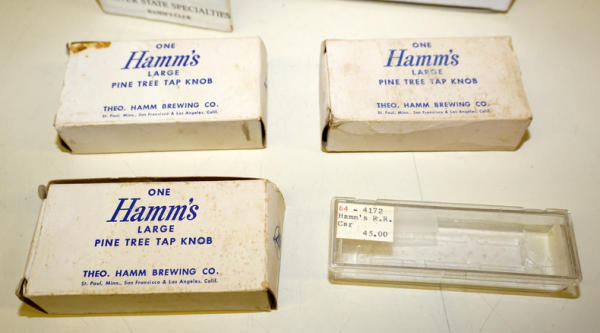 ER STATE SPECIALTIES
ONE
Hamm's
LARGE
PINE TREE TAP KNOB
THEO. HAMM BREWING CO.
St. Paul, Minn., San Francisco & Los Angeles, Calif.
ONE
Hamm's
LARGE
PINE TREE TAP KNOB
THEO. HAMM BREWING CO.
St. Paul, Minn., San Francisco & Los Angeles, Calif.
ONE
Hamm's
LARGE
PINE TREE TAP KNOB
THEO. HAMM BREWING CO.
St. Paul, Minn., San Francisco & Los Angeles, Calif.
64 - 4172
Hamm's R.R.
Car
45.00